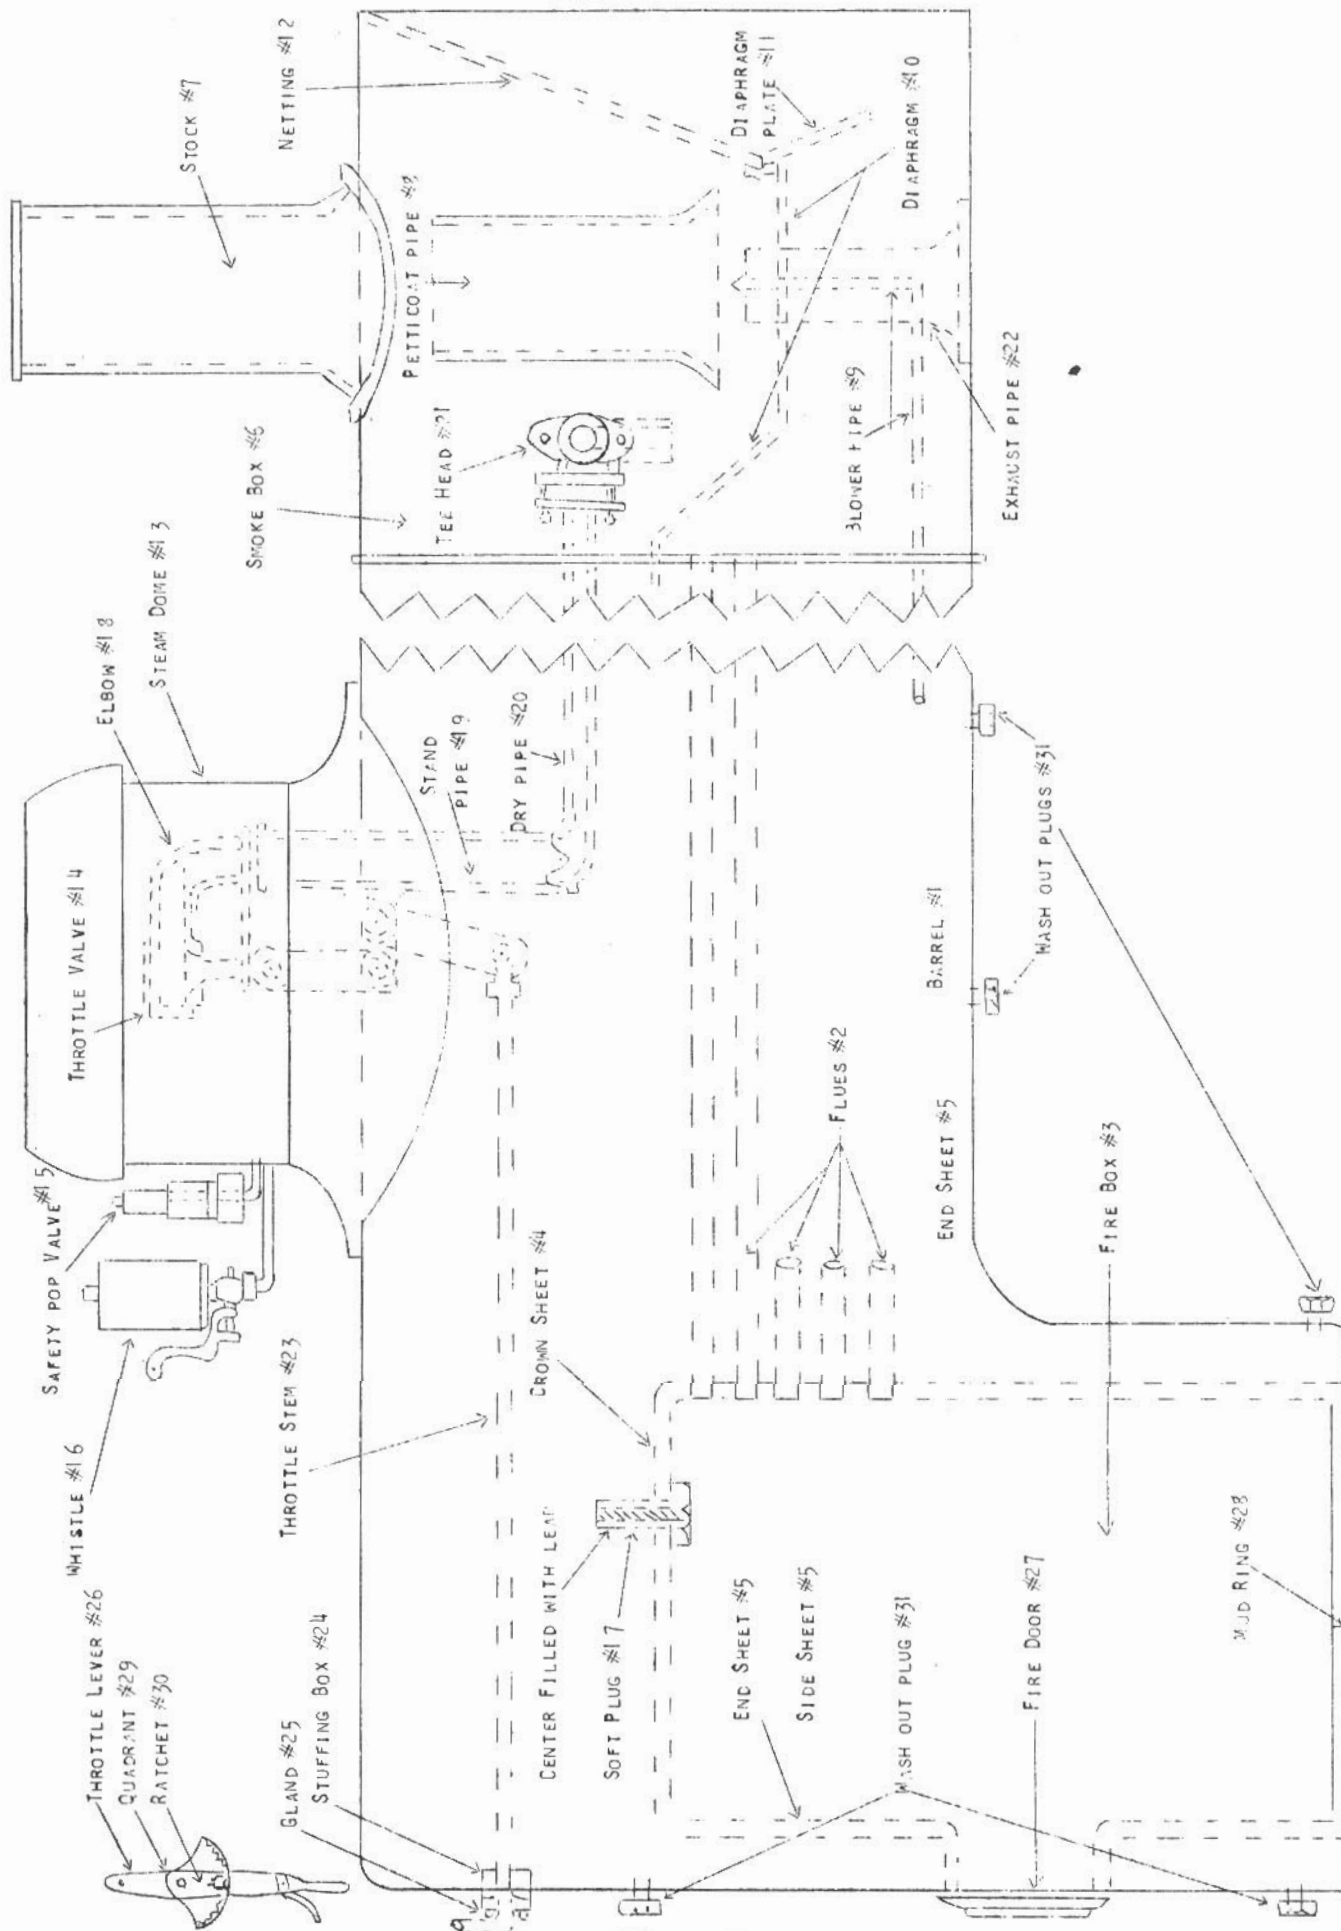 THROTTLE LEVER #26
QUADRANT #29
RATCHET #30
WHISTLE #16
SAFETY POP VALVE #15
THROTTLE VALVE #14
ELBOW #18
STEAM DOME #13
SMOKE BOX #6
STOCK #7
NETTING #12
GLAND #25
STUFFING BOX #24
THROTTLE STEM #23
STAND
PIPE #19
DRY PIPE #20
TEE HEAD #21
PETTICOAT PIPE #8
DIAPHRAGM
PLATE #11
DIAPHRAGM #10
CENTER FILLED WITH LEAD
SOFT PLUG #17
CROWN SHEET #4
FLUES #2
BARREL #1
BLOWER PIPE #9
EXHAUST PIPE #22
END SHEET #5
SIDE SHEET #5
WASH OUT PLUG #31
END SHEET #5
WASH OUT PLUGS #31
FIRE DOOR #27
FIRE BOX #3
MUD RING #28